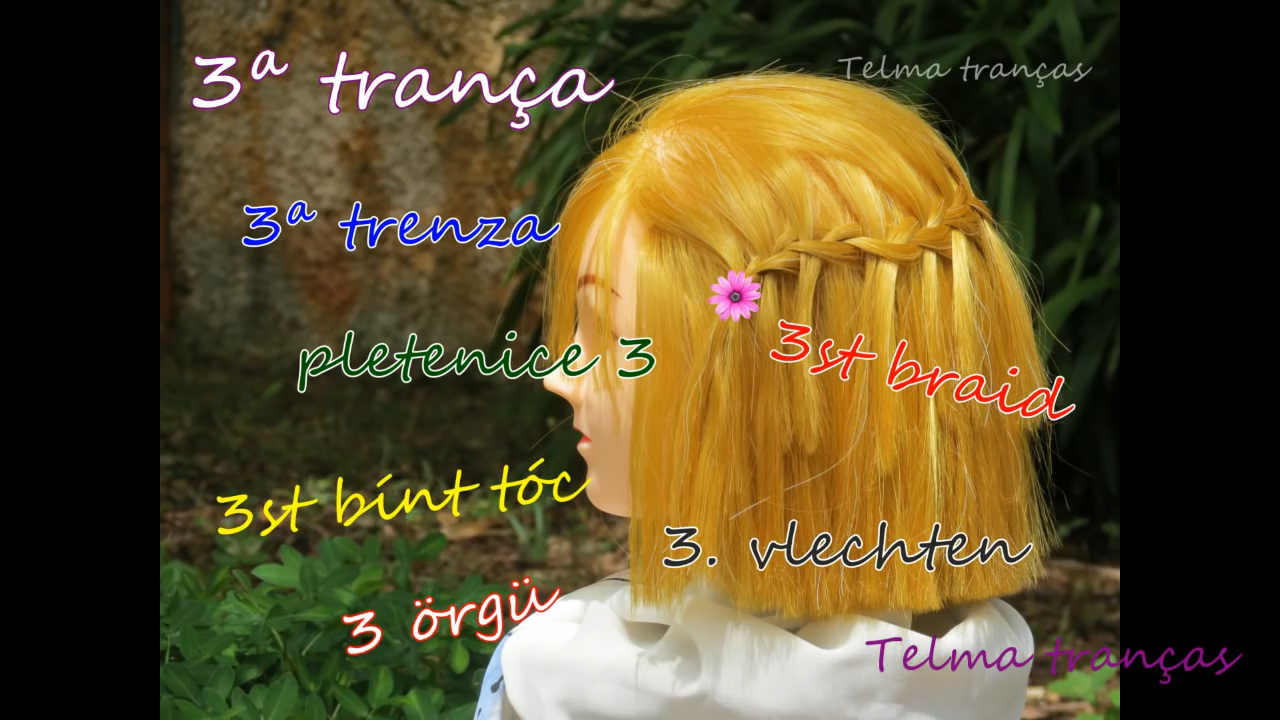 3ª trança
Telma tranças
3ª trenza
pletenice 3
3st braid
3st bínt tóc
3. vlechten
3 örgü
Telma tranças